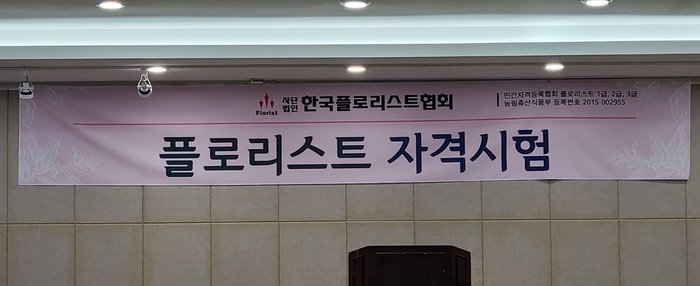 Florist
사단법인 한국플로리스트협회
민간자격등록협회 플로리스트 1급, 2급, 3급
농림축산식품부 등록번호 2015-002955
플로리스트 자격시험